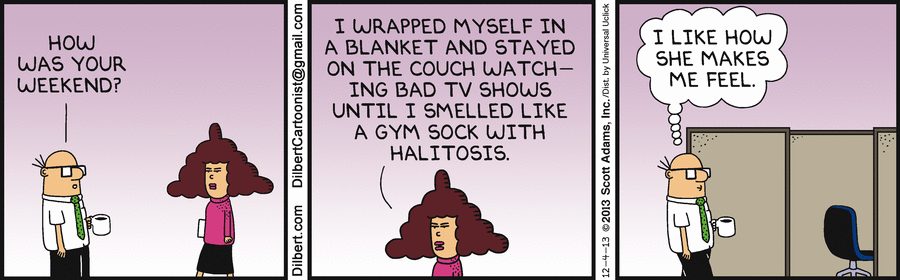 HOW
WAS YOUR
WEEKEND?
DilbertCartoonist@gmail.com
Dilbert.com
I WRAPPED MYSELF IN
A BLANKET AND STAYED
ON THE COUCH WATCH–
ING BAD TV SHOWS
UNTIL I SMELLED LIKE
A GYM SOCK WITH
HALITOSIS.
12-4-13 ©2013 Scott Adams, Inc./Dist. by Universal Uclick
I LIKE HOW
SHE MAKES
ME FEEL.